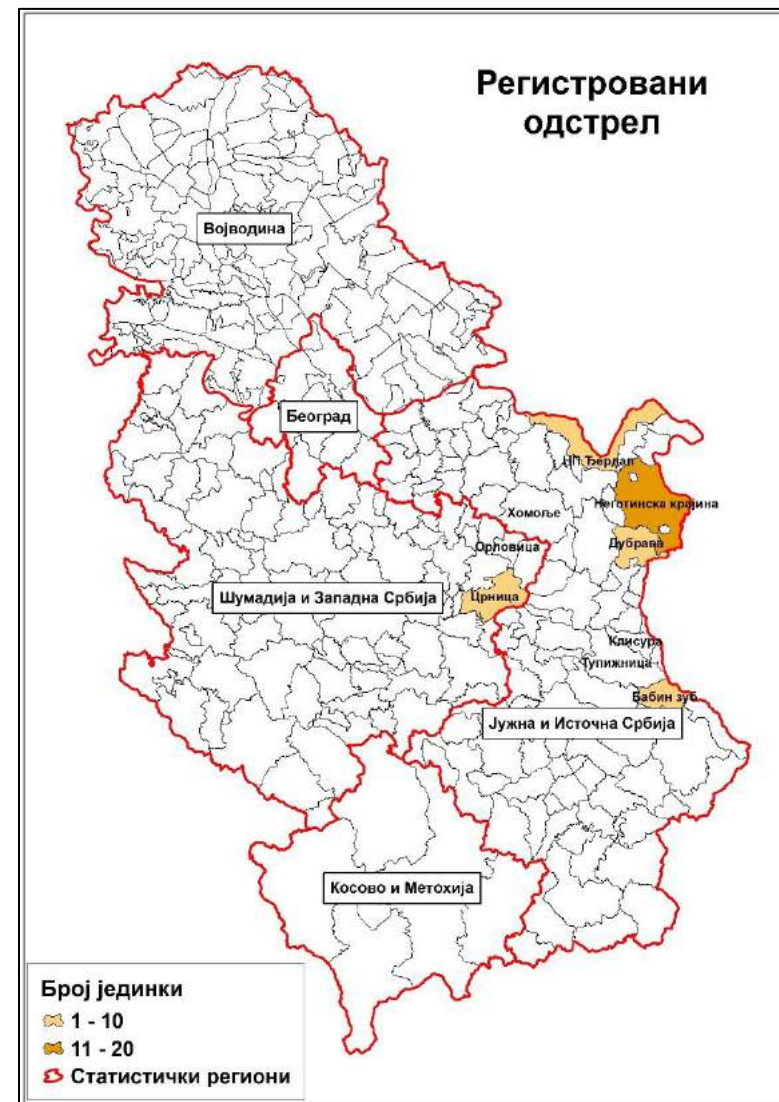 Регистровани
одстрел
Војводина
Београд
НП Ђердап
Неготинска крајина
Хомоље
Дубрава
Орловица
Црница
Шумадија и Западна Србија
Клисура
Тупижница
Бабин зуб
Јужна и Источна Србија
Косово и Метохија
Број јединки
1 - 10
11 - 20
Статистички региони